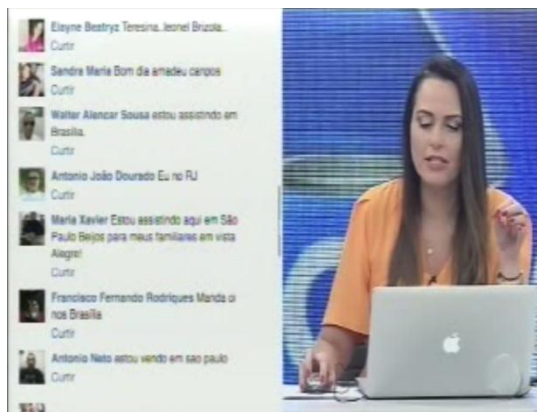 Elayne Beatryz Teresina..leonel Brizola..
Curtir
Sandra Maria Bom dia amadeu campos
Curtir
Walter Alencar Sousa estou assistindo em
Brasília.
Curtir
Antonio João Dourado Eu no RJ
Curtir
Maria Xavier Estou assistindo aqui em São
Paulo Beijos para meus familiares em vista
Alegre!
Curtir
Francisco Fernando Rodriques Manda oi
nos Brasília
Curtir
Antonio Neto estou vendo em sao paulo
Curtir